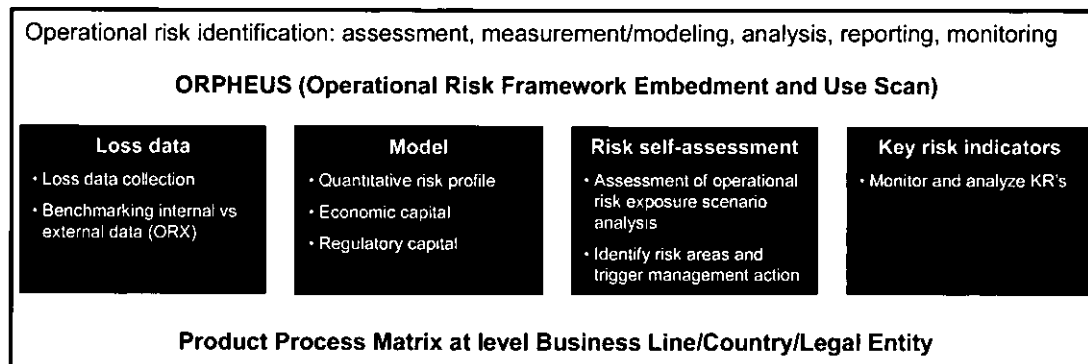 Operational risk identification: assessment, measurement/modeling, analysis, reporting, monitoring
ORPHEUS (Operational Risk Framework Embedment and Use Scan)
Loss data
• Loss data collection
• Benchmarking internal vs
external data (ORX)
Model
• Quantitative risk profile
• Economic capital
• Regulatory capital
Risk self-assessment
• Assessment of operational
risk exposure scenario
analysis
• Identify risk areas and
trigger management action
Key risk indicators
• Monitor and analyze KR's
Product Process Matrix at level Business Line/Country/Legal Entity